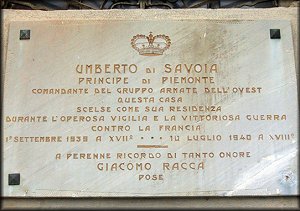 UMBERTO DI SAVOIA
PRINCIPE DI PIEMONTE
COMANDANTE DEL GRUPPO ARMATE DELL'OVEST
QUESTA CASA
SCELSE COME SUA RESIDENZA
DURANTE L'OPEROSA VIGILIA E LA VITTORIOSA GUERRA
CONTRO LA FRANCIA
1° SETTEMBRE 1939 A XVII° • • • 10 LUGLIO 1940 A XVIII°
A PERENNE RICORDO DI TANTO ONORE
GIACOMO RACCA
POSE